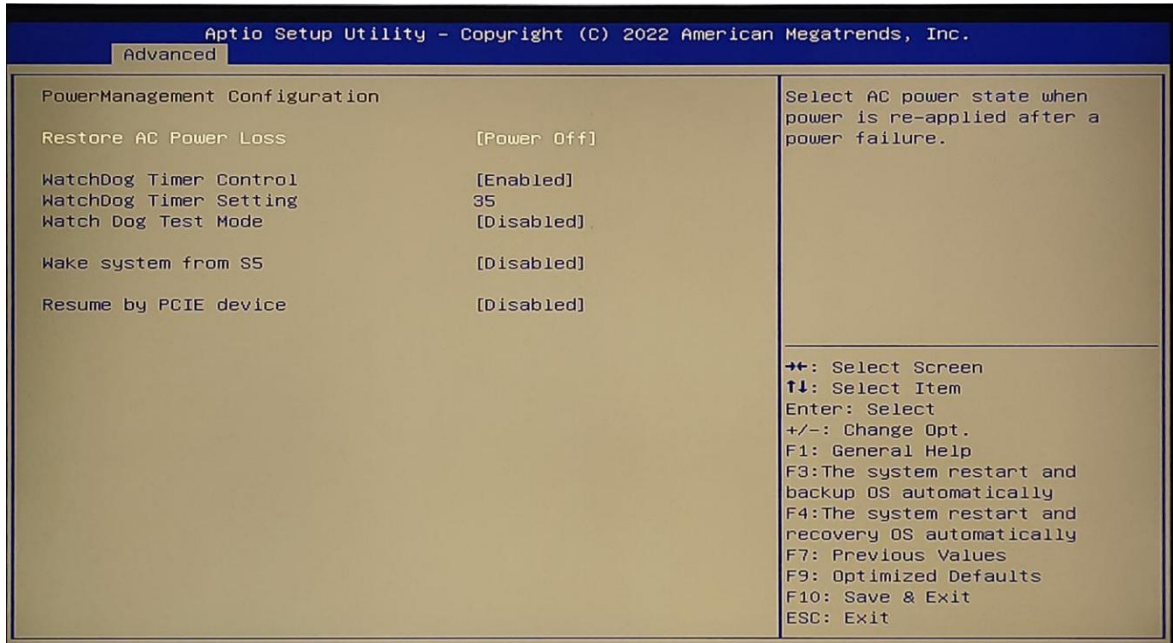 Aptio Setup Utility – Copyright (C) 2022 American Megatrends, Inc.
Advanced
PowerManagement Configuration
Restore AC Power Loss [Power Off]
WatchDog Timer Control [Enabled]
WatchDog Timer Setting 35
Watch Dog Test Mode [Disabled]
Wake system from S5 [Disabled]
Resume by PCIE device [Disabled]
Select AC power state when
power is re-applied after a
power failure.
→←: Select Screen
↑↓: Select Item
Enter: Select
+/-: Change Opt.
F1: General Help
F3:The system restart and
backup OS automatically
F4:The system restart and
recovery OS automatically
F7: Previous Values
F9: Optimized Defaults
F10: Save & Exit
ESC: Exit